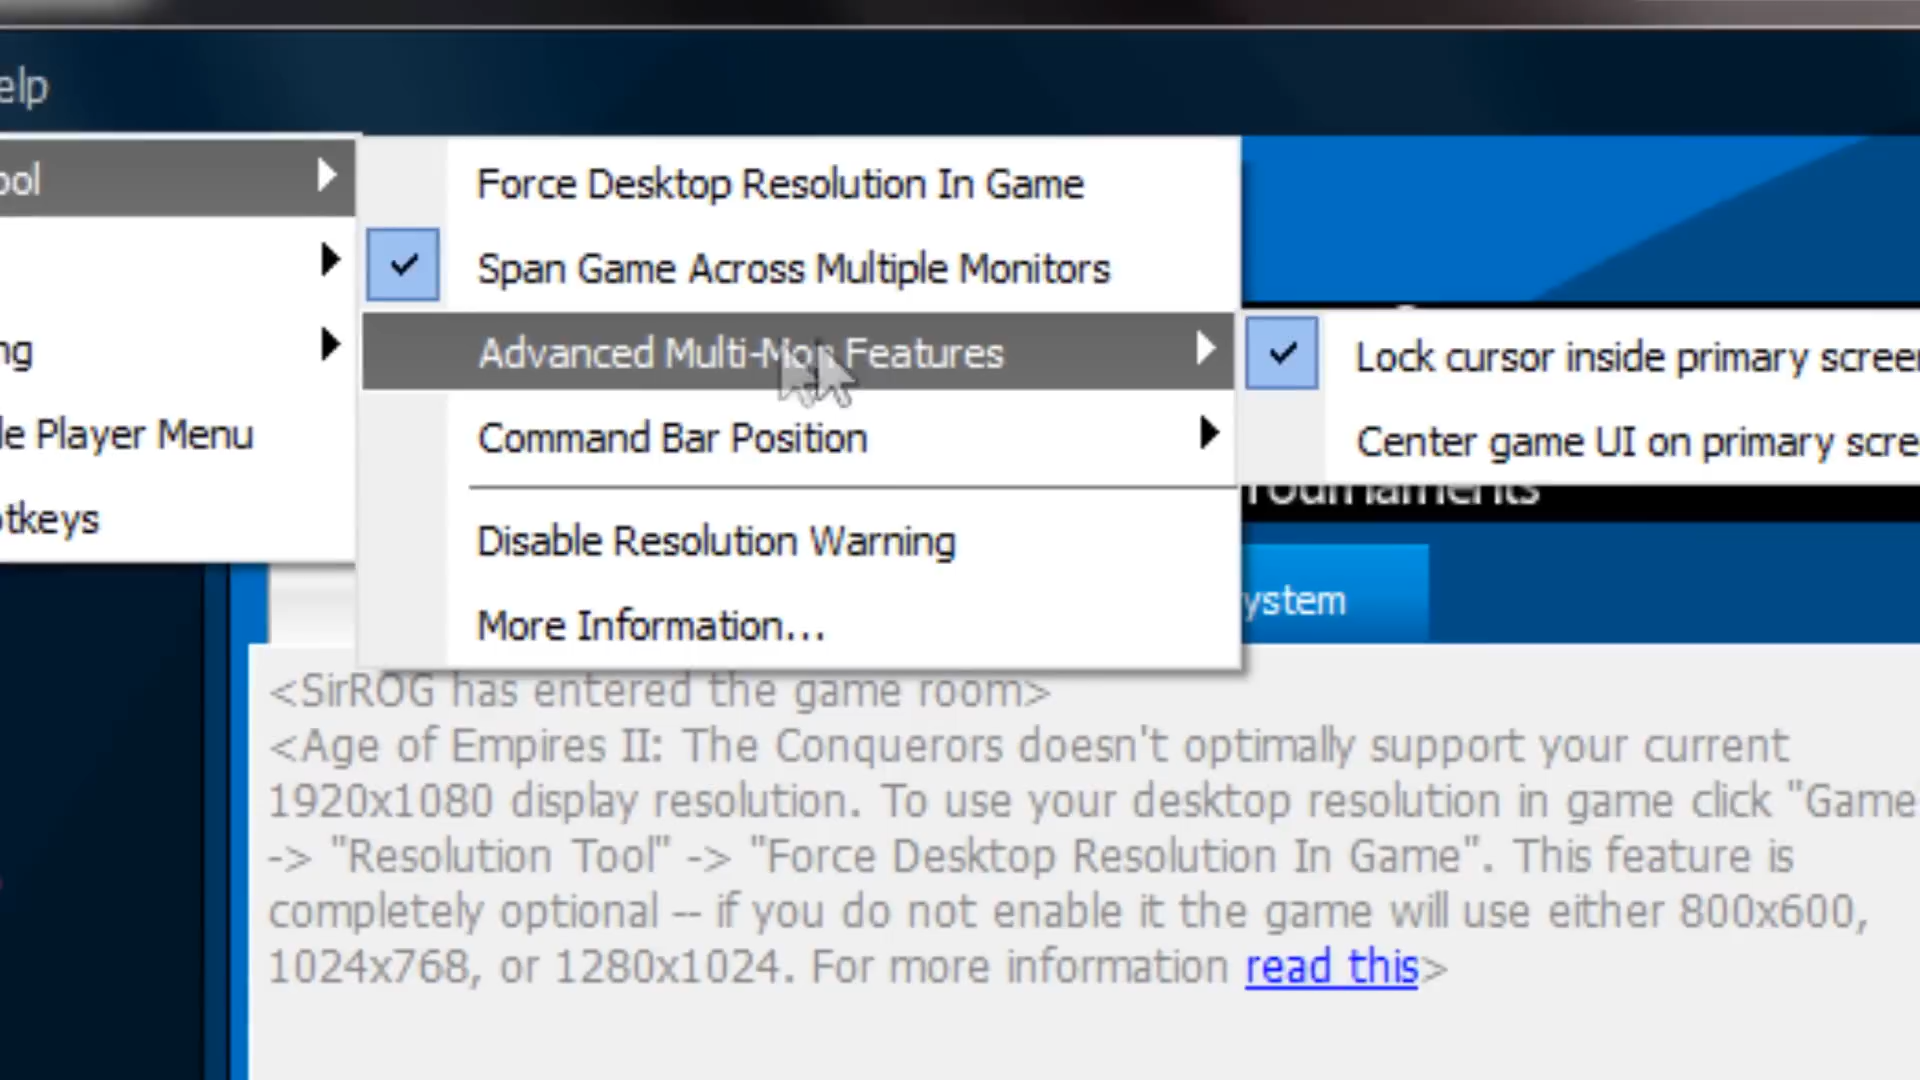 elp
ool
ng
le Player Menu
otkeys
Force Desktop Resolution In Game
Span Game Across Multiple Monitors
Advanced Multi-Mon Features
Command Bar Position
Disable Resolution Warning
More Information...
Lock cursor inside primary screen
Center game UI on primary scre
Tournaments
ystem
<SirROG has entered the game room>
<Age of Empires II: The Conquerors doesn't optimally support your current
1920x1080 display resolution. To use your desktop resolution in game click "Game"
-> "Resolution Tool" -> "Force Desktop Resolution In Game". This feature is
completely optional -- if you do not enable it the game will use either 800x600,
1024x768, or 1280x1024. For more information read this>